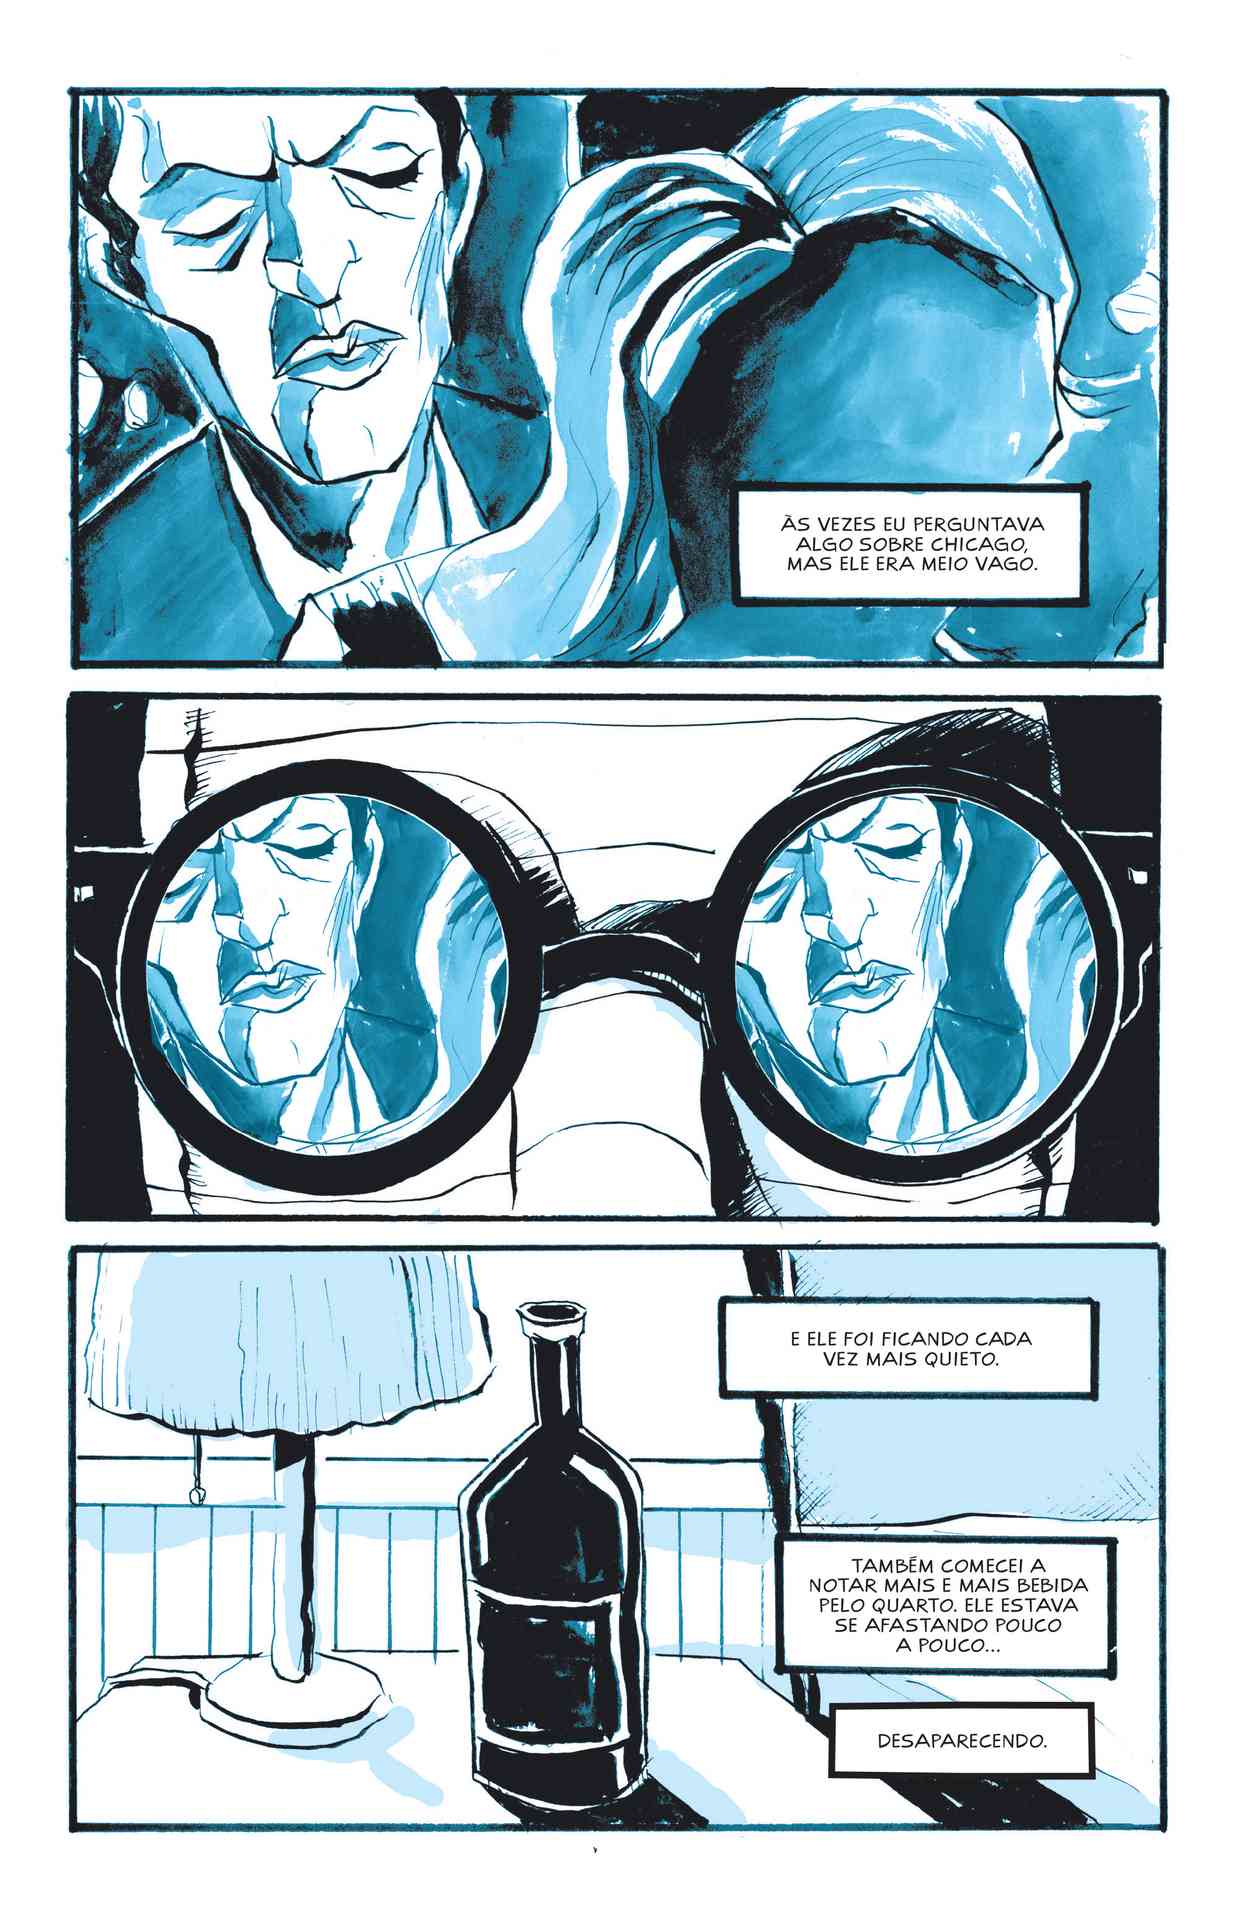 ÀS VEZES EU PERGUNTAVA
ALGO SOBRE CHICAGO,
MAS ELE ERA MEIO VAGO.
E ELE FOI FICANDO CADA
VEZ MAIS QUIETO.
TAMBÉM COMECEI A
NOTAR MAIS E MAIS BEBIDA
PELO QUARTO. ELE ESTAVA
SE AFASTANDO POUCO
A POUCO...
DESAPARECENDO.